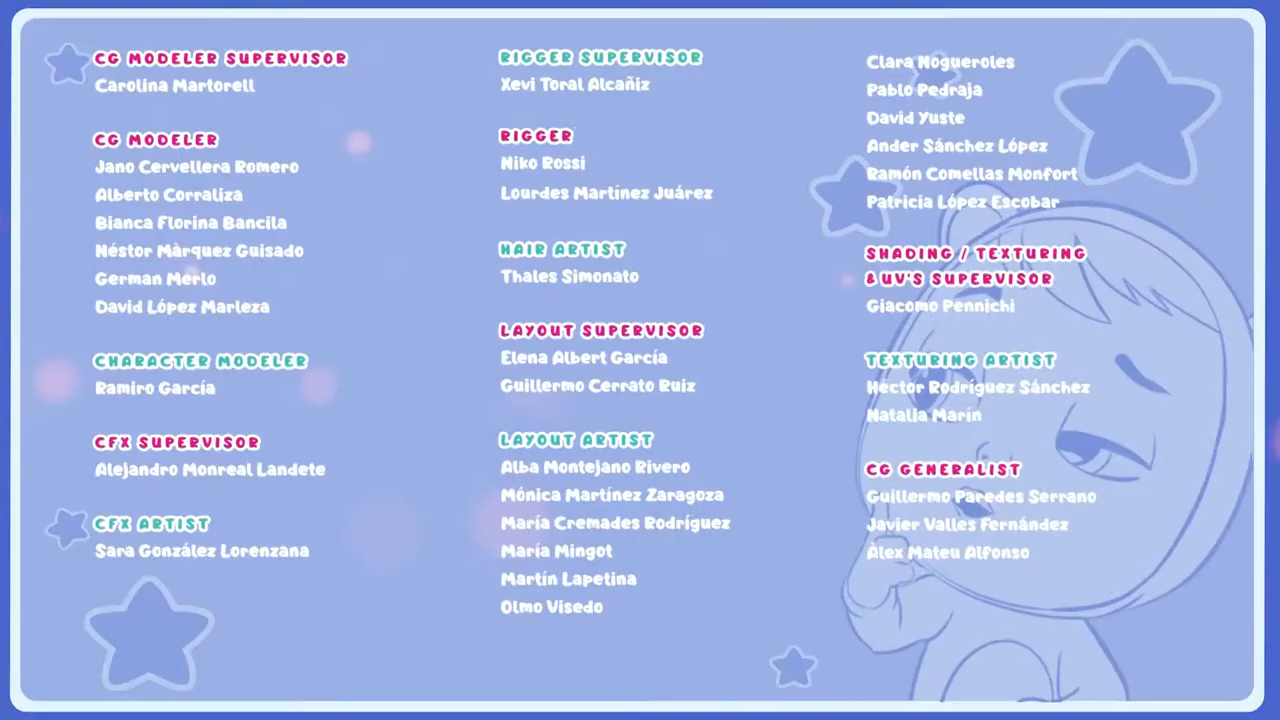 CG MODELER SUPERVISOR
Carolina Martorell
CG MODELER
Jano Cervellera Romero
Alberto Corraliza
Bianca Florina Bancila
Néstor Màrquez Guisado
German Merlo
David López Marleza
CHARACTER MODELER
Ramiro García
CFX SUPERVISOR
Alejandro Monreal Landete
CFX ARTIST
Sara González Lorenzana
RIGGER SUPERVISOR
Xevi Toral Alcañiz
RIGGER
Niko Rossi
Lourdes Martínez Juárez
HAIR ARTIST
Thales Simonato
LAYOUT SUPERVISOR
Elena Albert García
Guillermo Cerrato Ruiz
LAYOUT ARTIST
Alba Montejano Rivero
Mónica Martínez Zaragoza
María Cremades Rodríguez
María Mingot
Martín Lapetina
Olmo Visedo
Clara Nogueroles
Pablo Pedraja
David Yuste
Ander Sánchez López
Ramón Comellas Monfort
Patricia López Escobar
SHADING / TEXTURING
& UV'S SUPERVISOR
Giacomo Pennichi
TEXTURING ARTIST
Héctor Rodríguez Sánchez
Natalia Marín
CG GENERALIST
Guillermo Paredes Serrano
Javier Valles Fernández
Àlex Mateu Alfonso